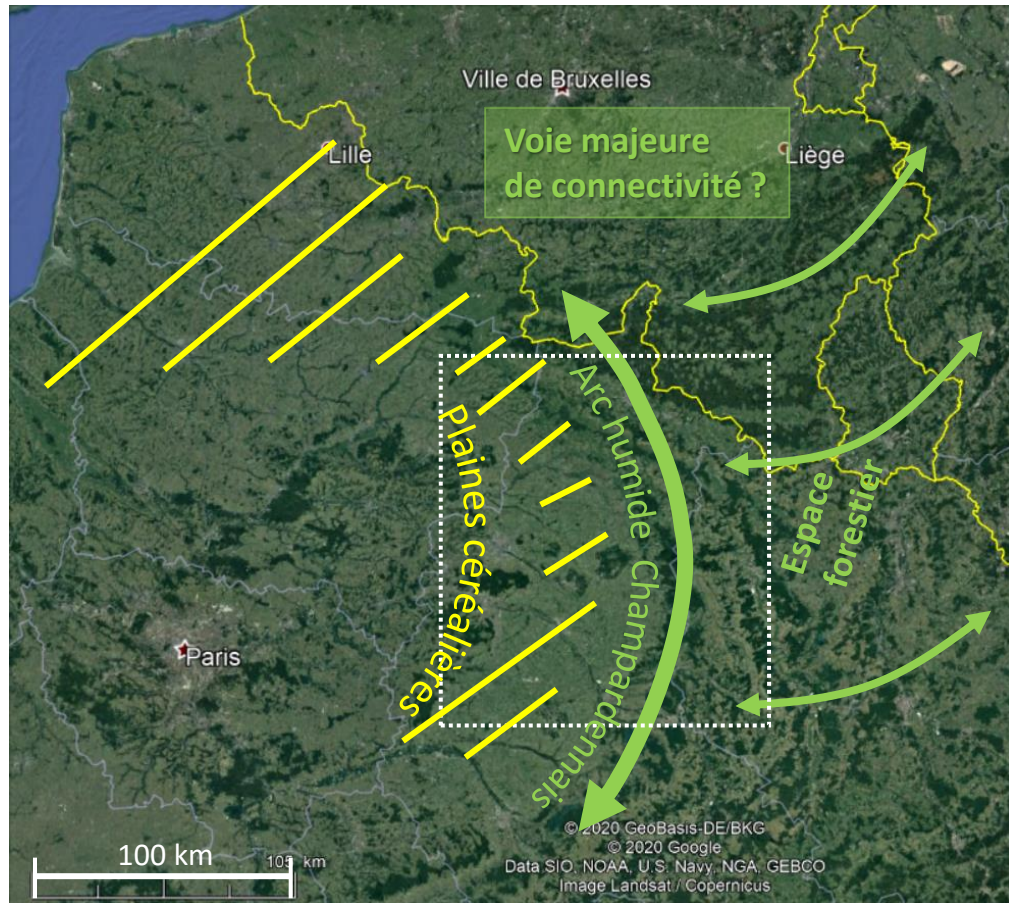 Ville de Bruxelles
Voie majeure
de connectivité ?
Lille
Liège
Arc humide Champardennais
Plaines céréalières
Espace
forestier
Paris
100 km
105 km
© 2020 GeoBasis-DE/BKG
© 2020 Google
Data SIO, NOAA, U.S. Navy, NGA, GEBCO
Image Landsat / Copernicus